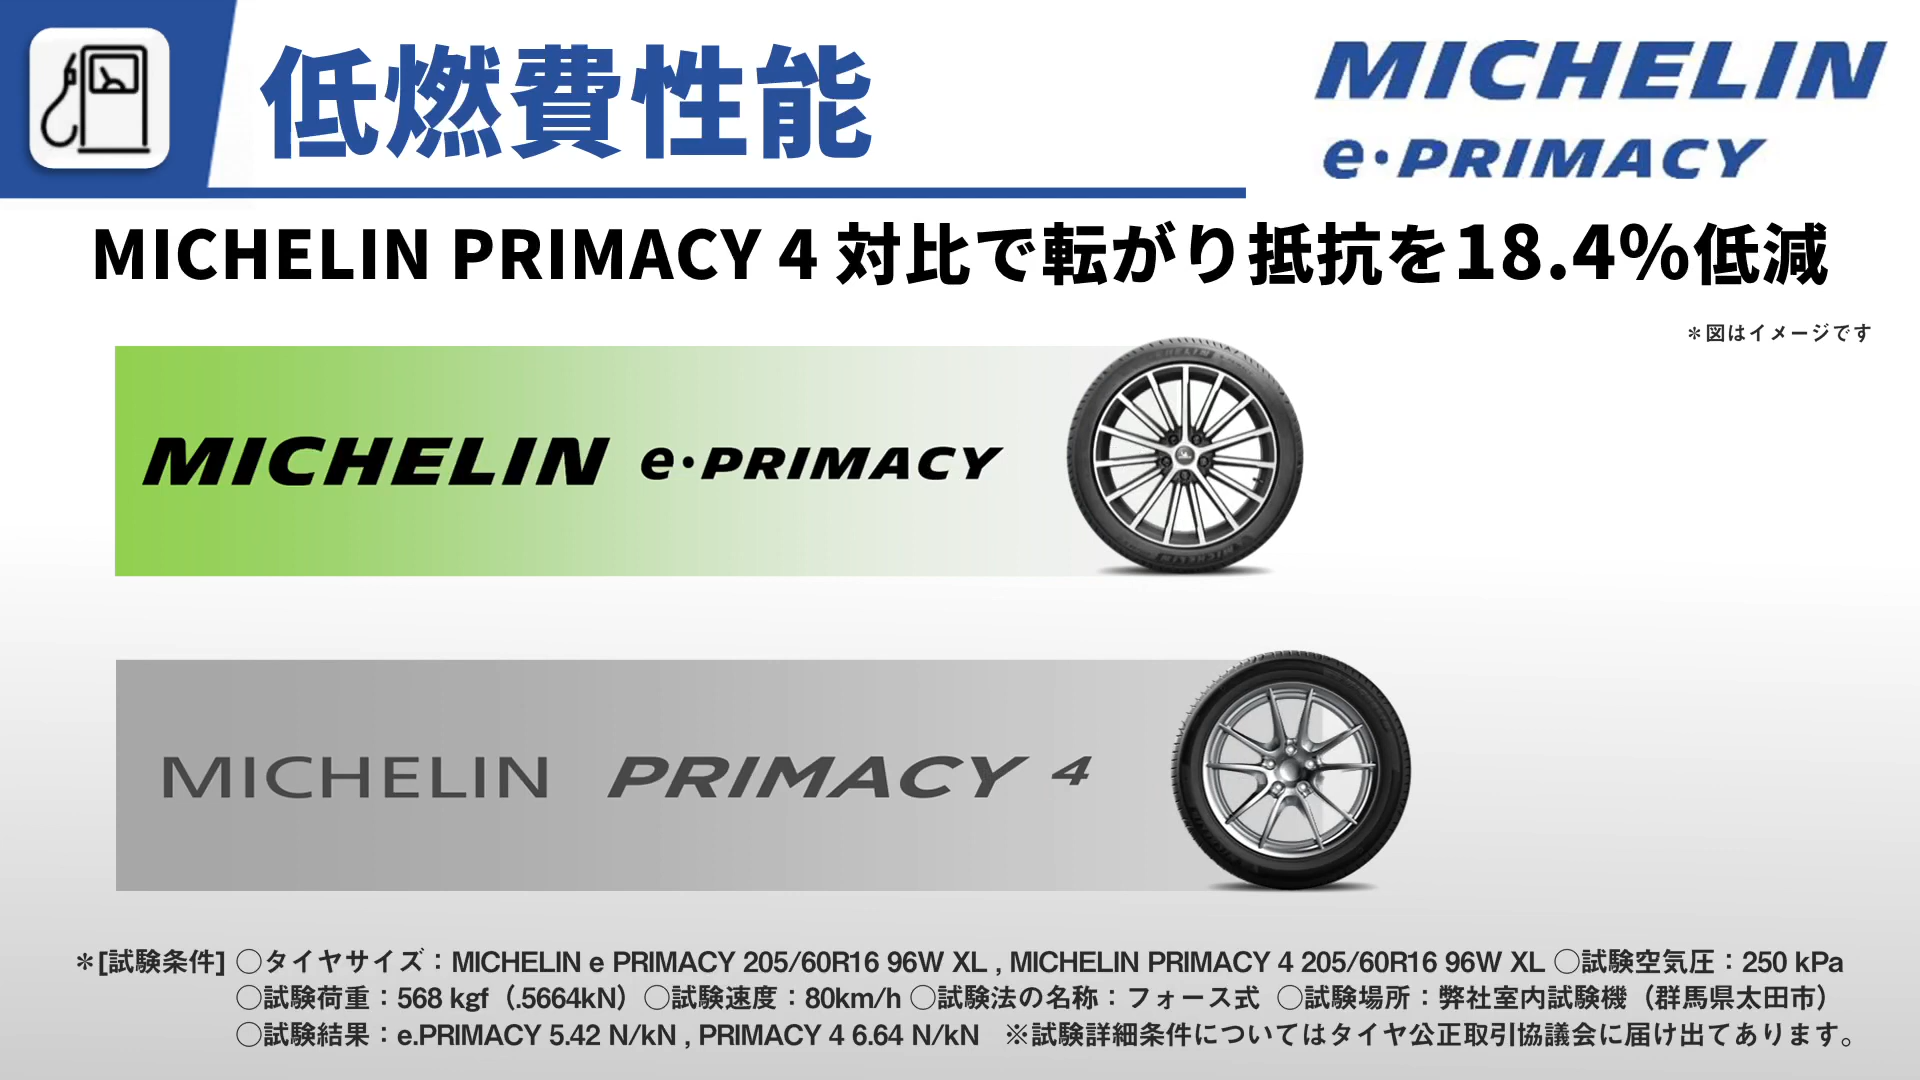 低燃費性能
MICHELIN
e·PRIMACY
MICHELIN PRIMACY 4 対比で転がり抵抗を18.4%低減
＊図はイメージです
MICHELIN e·PRIMACY
MICHELIN PRIMACY 4
＊[試験条件] ○タイヤサイズ：MICHELIN e PRIMACY 205/60R16 96W XL , MICHELIN PRIMACY 4 205/60R16 96W XL ○試験空気圧：250 kPa
○試験荷重：568 kgf（.5664kN）○試験速度：80km/h ○試験法の名称：フォース式 ○試験場所：弊社室内試験機（群馬県太田市）
○試験結果：e.PRIMACY 5.42 N/kN , PRIMACY 4 6.64 N/kN ※試験詳細条件についてはタイヤ公正取引協議会に届け出てあります。